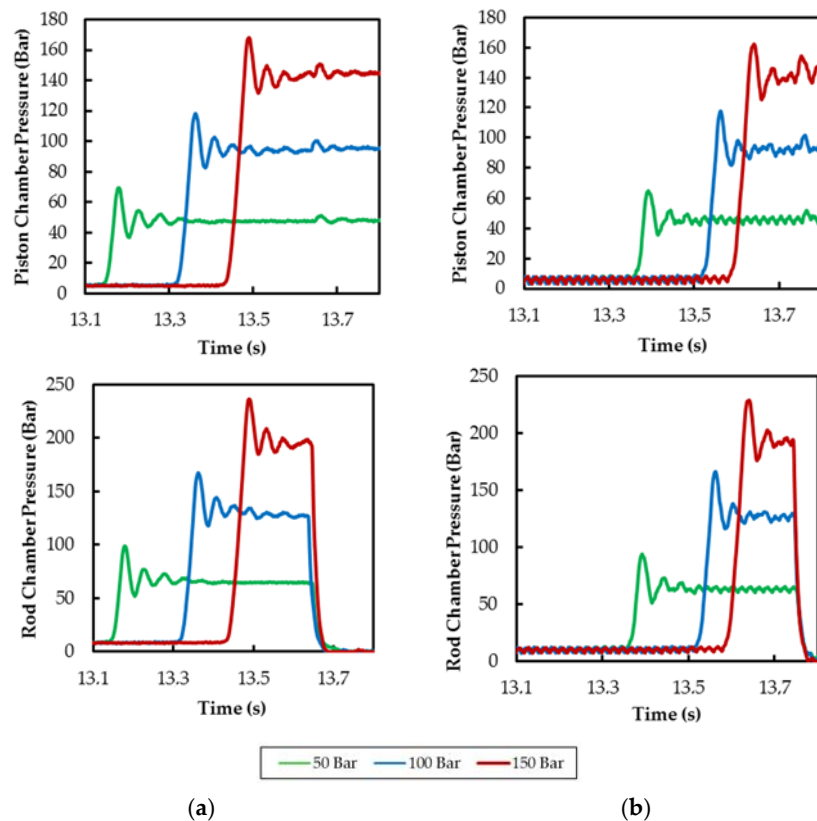 180
160
140
120
100
80
60
40
20
0
Piston Chamber Pressure (Bar)
13.1 13.3 13.5 13.7
Time (s)
180
160
140
120
100
80
60
40
20
0
Piston Chamber Pressure (Bar)
13.1 13.3 13.5 13.7
Time (s)
250
200
150
100
50
0
Rod Chamber Pressure (Bar)
13.1 13.3 13.5 13.7
Time (s)
250
200
150
100
50
0
Rod Chamber Pressure (Bar)
13.1 13.3 13.5 13.7
Time (s)
50 Bar 100 Bar 150 Bar
(a) (b)